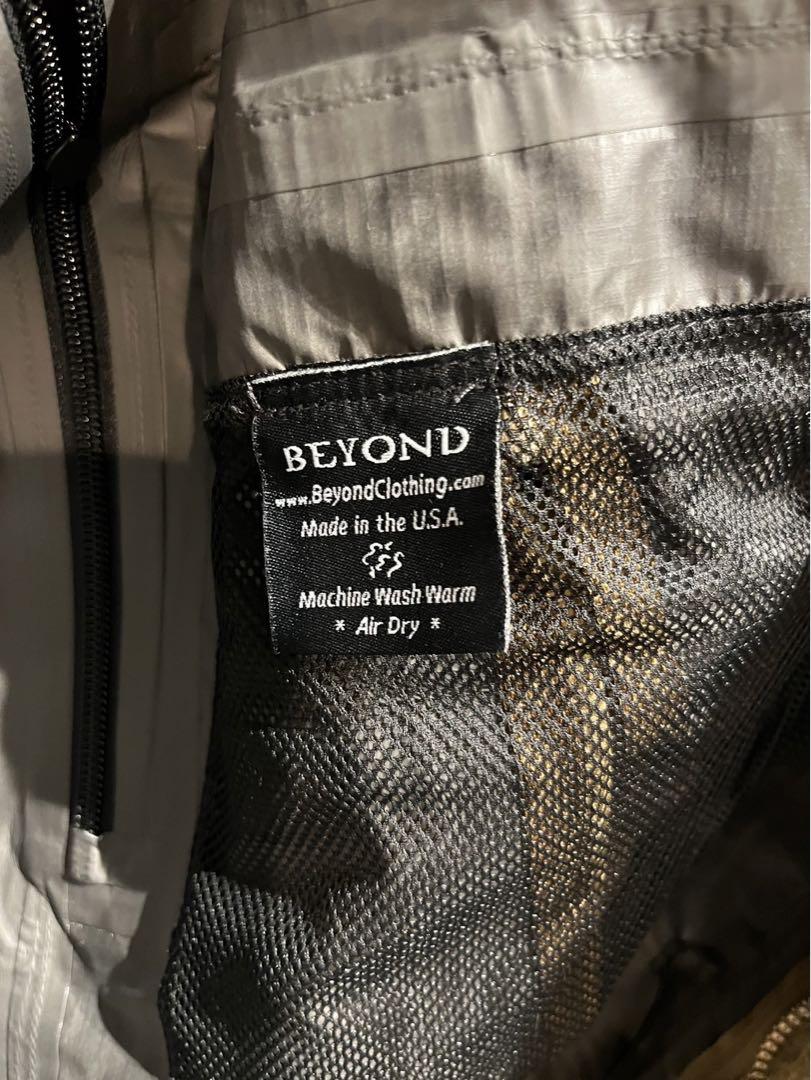 BEYOND
www.BeyondClothing.com
Made in the U.S.A.
Machine Wash Warm
* Air Dry *